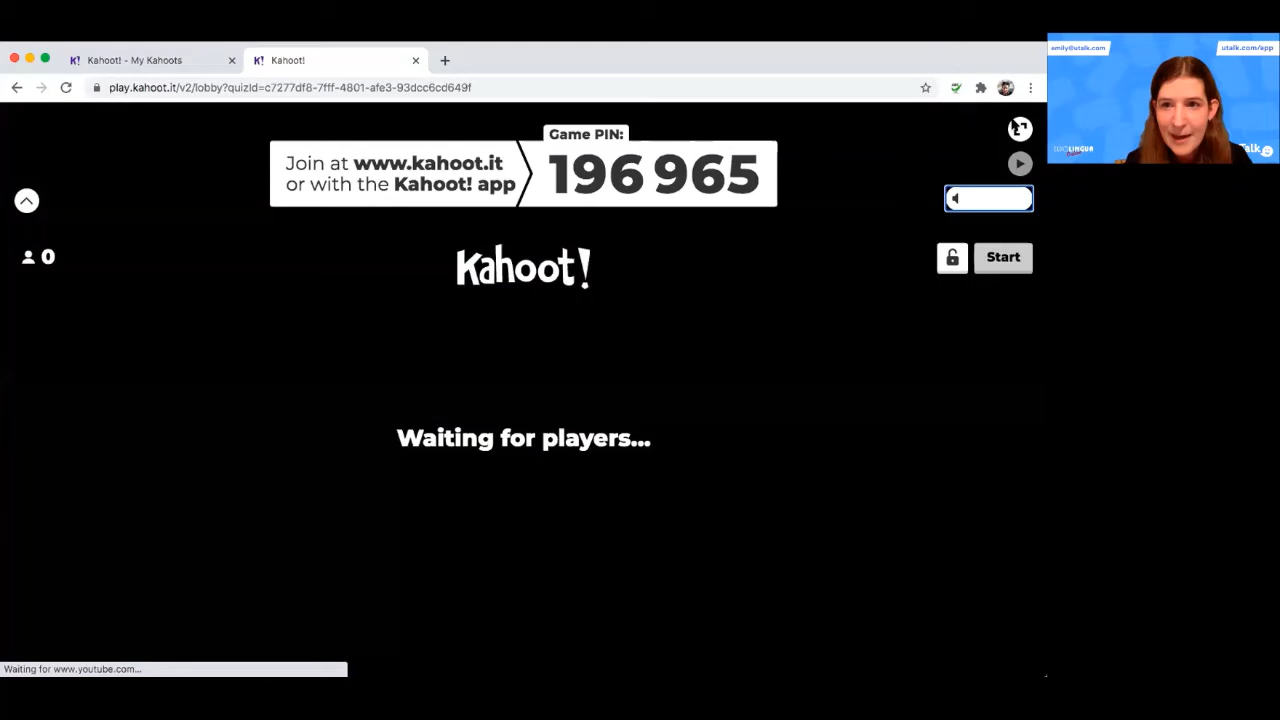 Kahoot! - My Kahoots
Kahoot!
play.kahoot.it/v2/lobby?quizId=c7277df8-7fff-4801-afe3-93dcc6cd649f
emily@utalk.com
utalk.com/app
Game PIN:
Join at www.kahoot.it
or with the Kahoot! app
196 965
LINGUA
Talk
0
Kahoot!
Start
Waiting for players...
Waiting for www.youtube.com...